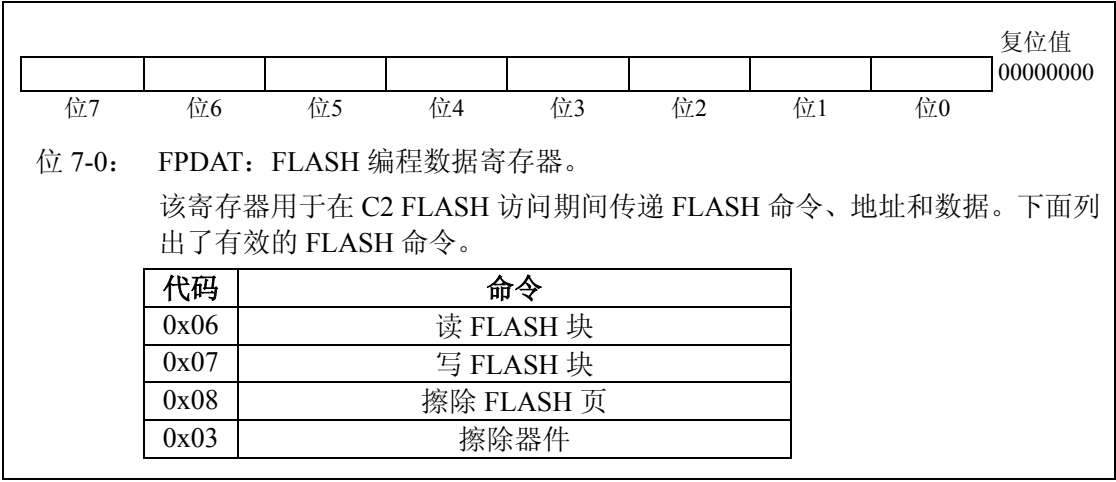 复位值
00000000
位7 位6 位5 位4 位3 位2 位1 位0
位 7-0： FPDAT：FLASH 编程数据寄存器。
该寄存器用于在 C2 FLASH 访问期间传递 FLASH 命令、地址和数据。下面列
出了有效的 FLASH 命令。
代码 命令
0x06 读 FLASH 块
0x07 写 FLASH 块
0x08 擦除 FLASH 页
0x03 擦除器件